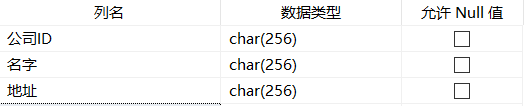 列名 数据类型 允许 Null 值
公司ID char(256)
名字 char(256)
地址 char(256)